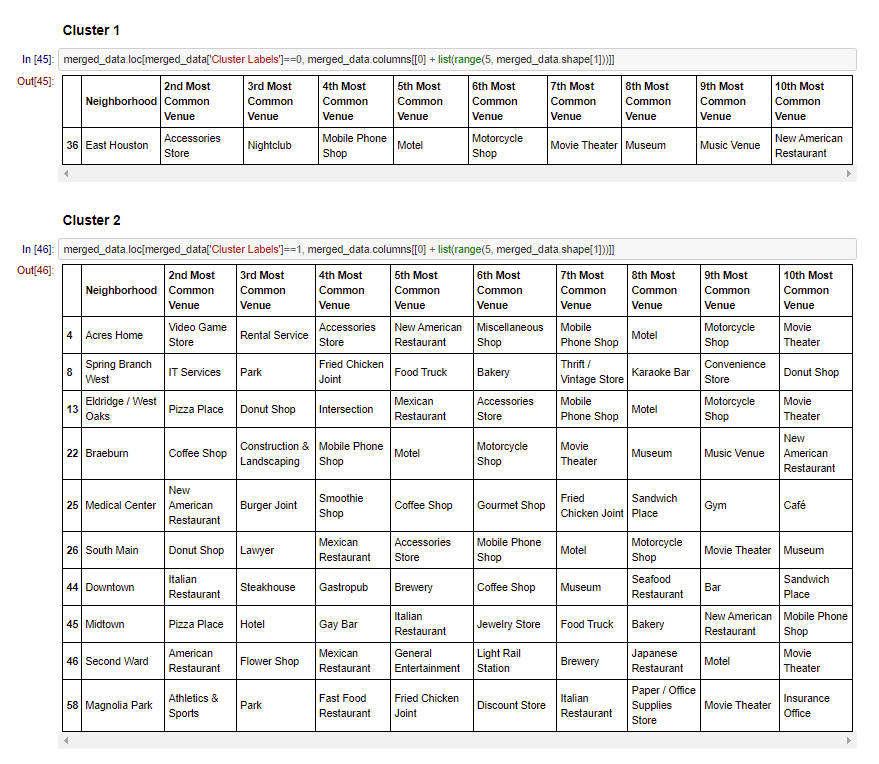 Cluster 1
In [45]: merged_data.loc[merged_data['Cluster Labels']==0, merged_data.columns[[0] + list(range(5, merged_data.shape[1]))]]
Out[45]:
Neighborhood 2nd Most Common Venue 3rd Most Common Venue 4th Most Common Venue 5th Most Common Venue 6th Most Common Venue 7th Most Common Venue 8th Most Common Venue 9th Most Common Venue 10th Most Common Venue
36 East Houston Accessories Store Nightclub Mobile Phone Shop Motel Motorcycle Shop Movie Theater Museum Music Venue New American Restaurant
Cluster 2
In [46]: merged_data.loc[merged_data['Cluster Labels']==1, merged_data.columns[[0] + list(range(5, merged_data.shape[1]))]]
Out[46]:
Neighborhood 2nd Most Common Venue 3rd Most Common Venue 4th Most Common Venue 5th Most Common Venue 6th Most Common Venue 7th Most Common Venue 8th Most Common Venue 9th Most Common Venue 10th Most Common Venue
4 Acres Home Video Game Store Rental Service Accessories Store New American Restaurant Miscellaneous Shop Mobile Phone Shop Motel Motorcycle Shop Movie Theater
8 Spring Branch West IT Services Park Fried Chicken Joint Food Truck Bakery Thrift / Vintage Store Karaoke Bar Convenience Store Donut Shop
13 Eldridge / West Oaks Pizza Place Donut Shop Intersection Mexican Restaurant Accessories Store Mobile Phone Shop Motel Motorcycle Shop Movie Theater
22 Braeburn Coffee Shop Construction & Landscaping Mobile Phone Shop Motel Motorcycle Shop Movie Theater Museum Music Venue New American Restaurant
25 Medical Center New American Restaurant Burger Joint Smoothie Shop Coffee Shop Gourmet Shop Fried Chicken Joint Sandwich Place Gym Café
26 South Main Donut Shop Lawyer Mexican Restaurant Accessories Store Mobile Phone Shop Motel Motorcycle Shop Movie Theater Museum
44 Downtown Italian Restaurant Steakhouse Gastropub Brewery Coffee Shop Museum Seafood Restaurant Bar Sandwich Place
45 Midtown Pizza Place Hotel Gay Bar Italian Restaurant Jewelry Store Food Truck Bakery New American Restaurant Mobile Phone Shop
46 Second Ward American Restaurant Flower Shop Mexican Restaurant General Entertainment Light Rail Station Brewery Japanese Restaurant Motel Movie Theater
58 Magnolia Park Athletics & Sports Park Fast Food Restaurant Fried Chicken Joint Discount Store Italian Restaurant Paper / Office Supplies Store Movie Theater Insurance Office